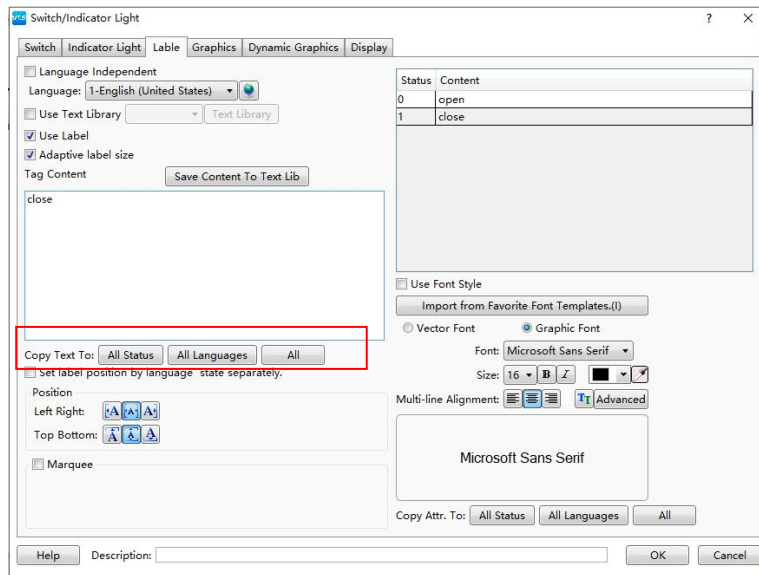 VTS Switch/Indicator Light ? ×
Switch Indicator Light Lable Graphics Dynamic Graphics Display
Language Independent
Language: 1-English (United States)
Use Text Library Text Library
Use Label
Adaptive label size
Tag Content Save Content To Text Lib
close
Copy Text To: All Status All Languages All
Set label position by language state separately.
Position
Left Right: A A A
Top Bottom: A A A
Marquee
Status Content
0 open
1 close
Use Font Style
Import from Favorite Font Templates.(I)
Vector Font Graphic Font
Font: Microsoft Sans Serif
Size: 16 B I
Multi-line Alignment: TT Advanced
Microsoft Sans Serif
Copy Attr. To: All Status All Languages All
Help Description: OK Cancel